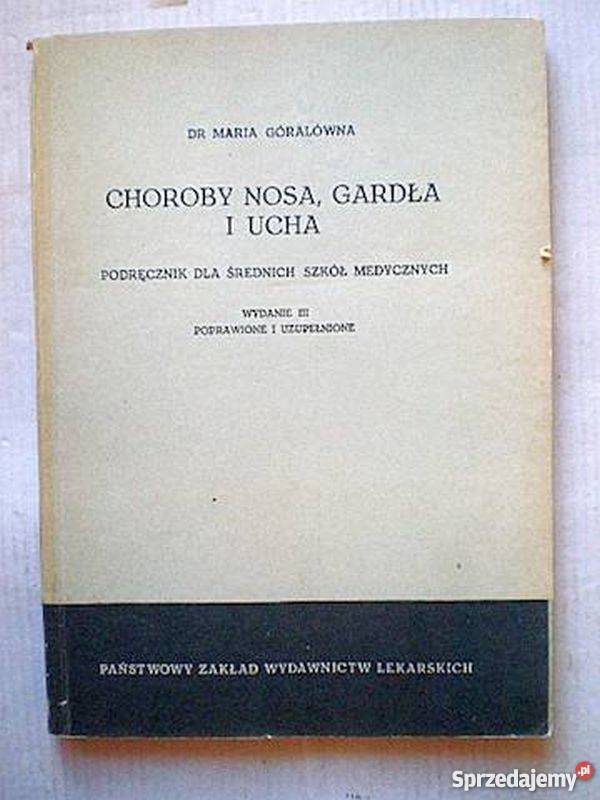 DR MARIA GÓRALÓWNA
CHOROBY NOSA, GARDŁA
I UCHA
PODRĘCZNIK DLA ŚREDNICH SZKÓŁ MEDYCZNYCH
WYDANIE III
POPRAWIONE I UZUPEŁNIONE
PAŃSTWOWY ZAKŁAD WYDAWNICTW LEKARSKICH
Sprzedajemy.pl